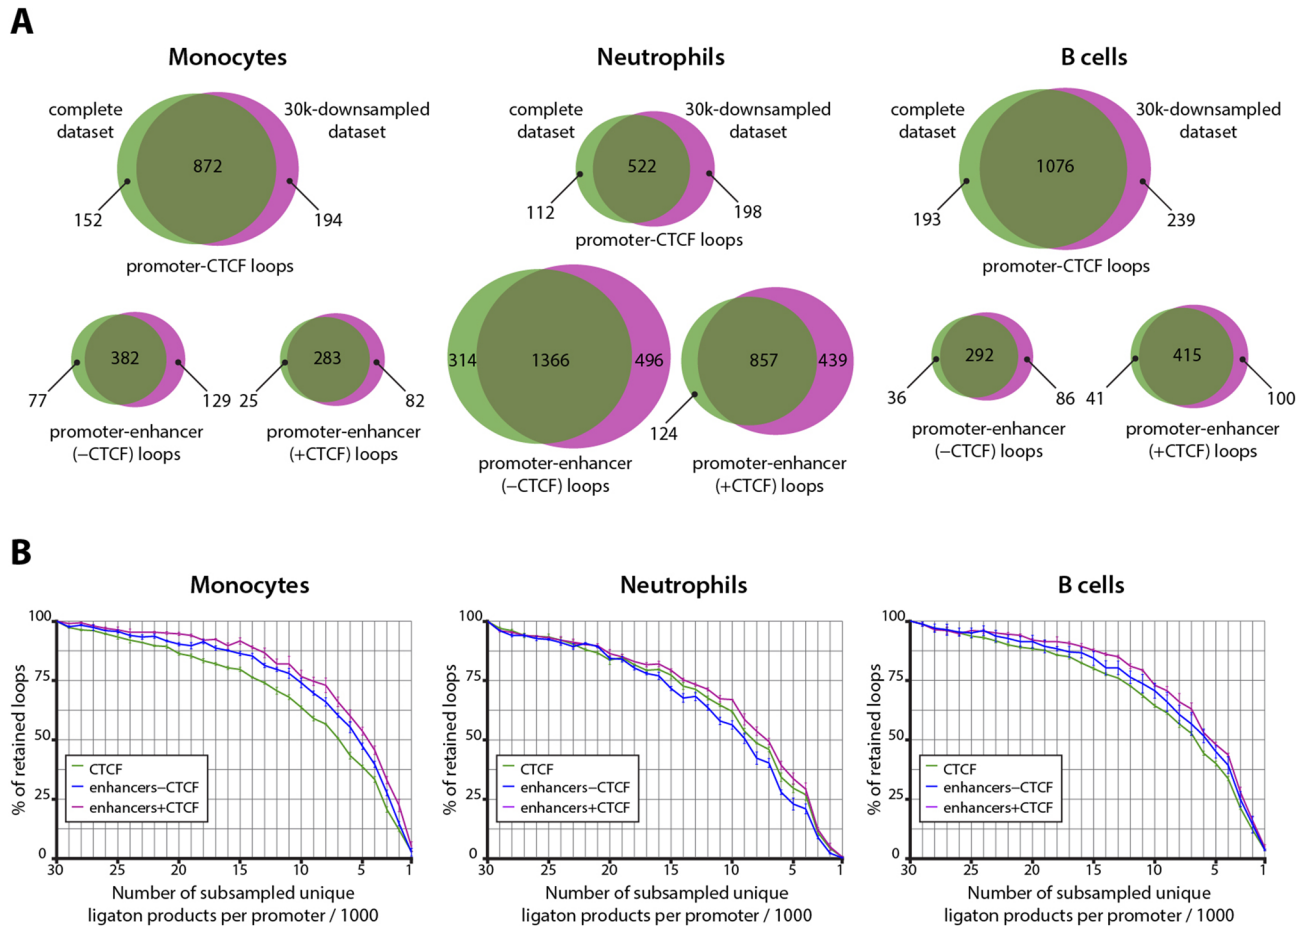 A
Monocytes
complete
dataset
30k-downsampled
dataset
872
152
194
promoter-CTCF loops
382
77
129
promoter-enhancer
(−CTCF) loops
283
25
82
promoter-enhancer
(+CTCF) loops
Neutrophils
complete
dataset
30k-downsampled
dataset
522
112
198
promoter-CTCF loops
314
1366
496
promoter-enhancer
(−CTCF) loops
857
439
124
promoter-enhancer
(+CTCF) loops
B cells
complete
dataset
30k-downsampled
dataset
1076
193
239
promoter-CTCF loops
292
36
86
promoter-enhancer
(−CTCF) loops
415
41
100
promoter-enhancer
(+CTCF) loops
B
Monocytes
% of retained loops
100
75
50
25
0
CTCF
enhancers−CTCF
enhancers+CTCF
30 25 20 15 10 5 1
Number of subsampled unique
ligaton products per promoter / 1000
Neutrophils
% of retained loops
100
75
50
25
0
CTCF
enhancers−CTCF
enhancers+CTCF
30 25 20 15 10 5 1
Number of subsampled unique
ligaton products per promoter / 1000
B cells
% of retained loops
100
75
50
25
0
CTCF
enhancers−CTCF
enhancers+CTCF
30 25 20 15 10 5 1
Number of subsampled unique
ligaton products per promoter / 1000